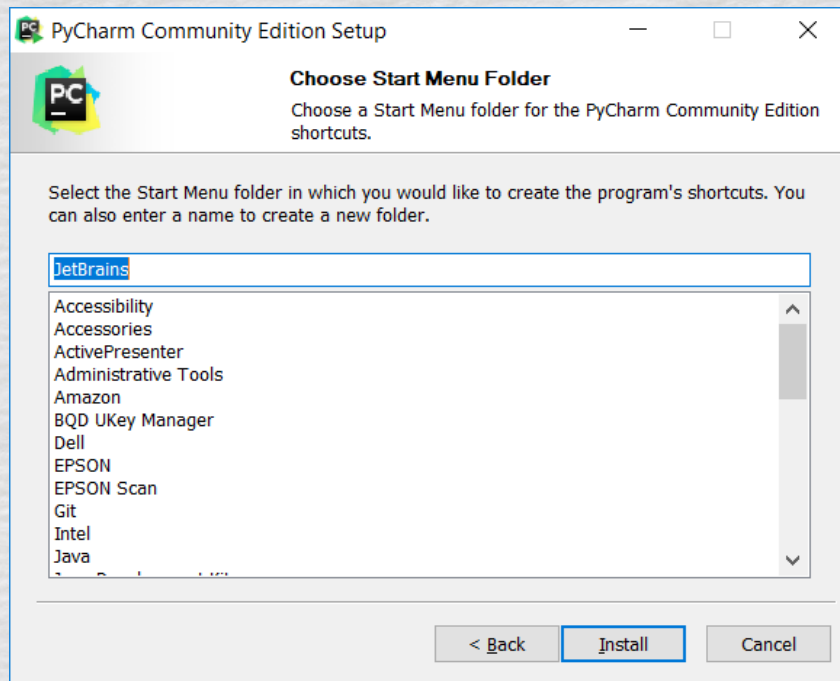 PyCharm Community Edition Setup
PC
Choose Start Menu Folder
Choose a Start Menu folder for the PyCharm Community Edition
shortcuts.
Select the Start Menu folder in which you would like to create the program's shortcuts. You
can also enter a name to create a new folder.
JetBrains
Accessibility
Accessories
ActivePresenter
Administrative Tools
Amazon
BQD UKey Manager
Dell
EPSON
EPSON Scan
Git
Intel
Java
< Back Install Cancel